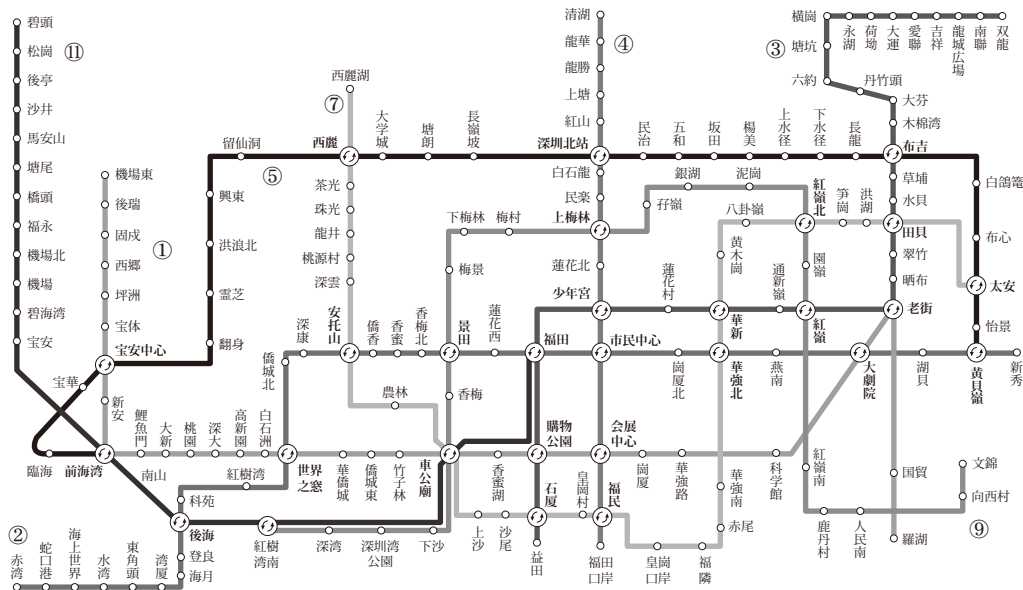 碧頭
松崗
後亭
沙井
馬安山
塘尾
橋頭
福永
機場北
機場
碧海湾
宝安
⑪
機場東
後瑞
固戍
西郷
坪洲
宝体
宝安中心
新安
①
宝華
臨海
前海湾
鯉魚門
大新
桃園
深大
高新園
白石洲
世界之窓
華僑城
僑城東
竹子林
車公廟
香蜜湖
購物公園
会展中心
崗厦
華強路
科学館
大劇院
老街
国貿
羅湖
留仙洞
⑤
興東
洪浪北
霊芝
翻身
西麗湖
⑦
西麗
大学城
塘朗
長嶺坡
深圳北站
民治
五和
坂田
楊美
上水径
下水径
長龍
布吉
白鴿篭
布心
太安
怡景
黄貝嶺
茶光
珠光
龍井
桃源村
深雲
安托山
農林
上沙
沙尾
石厦
皇崗村
福民
皇崗口岸
福隣
赤尾
華強南
華強北
華新
黄木崗
八卦嶺
紅嶺北
笋崗
洪湖
田貝
清湖
④
龍華
龍勝
上塘
紅山
白石龍
民楽
上梅林
蓮花北
少年宮
市民中心
福田口岸
横崗
永湖
荷坳
大運
愛聯
吉祥
龍城広場
南聯
双龍
③
塘坑
六約
丹竹頭
大芬
木棉湾
草埔
水貝
翠竹
晒布
紅嶺
通新嶺
蓮花村
福田
益田
②
赤湾
蛇口港
海上世界
水湾
東角頭
湾厦
海月
登良
後海
科苑
紅樹湾
僑城北
深康
僑香
香蜜
香梅北
景田
蓮花西
崗厦北
燕南
湖貝
新秀
南山
紅樹湾南
深湾
深圳湾公園
下沙
香梅
梅景
下梅林
梅村
孖嶺
銀湖
泥崗
園嶺
紅嶺南
鹿丹村
人民南
向西村
文錦
⑨